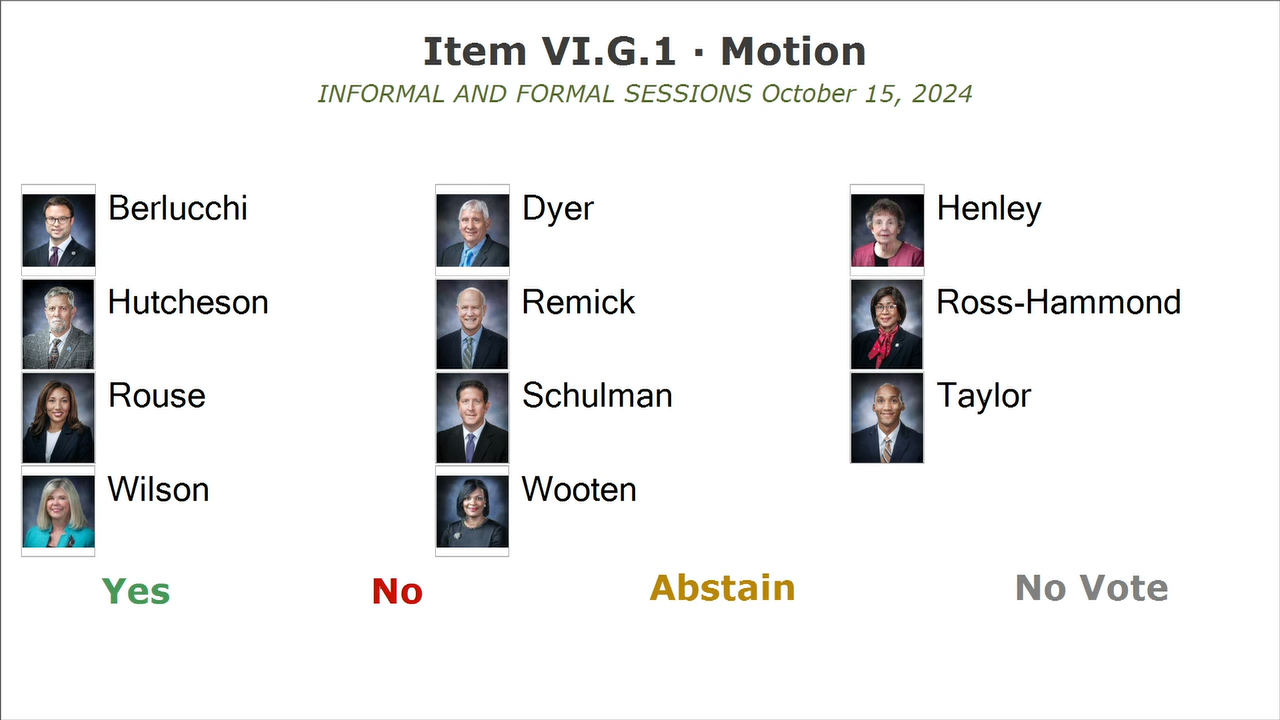 Item VI.G.1 · Motion
INFORMAL AND FORMAL SESSIONS October 15, 2024
Berlucchi Dyer Henley
Hutcheson Remick Ross-Hammond
Rouse Schulman Taylor
Wilson Wooten
Yes No Abstain No Vote